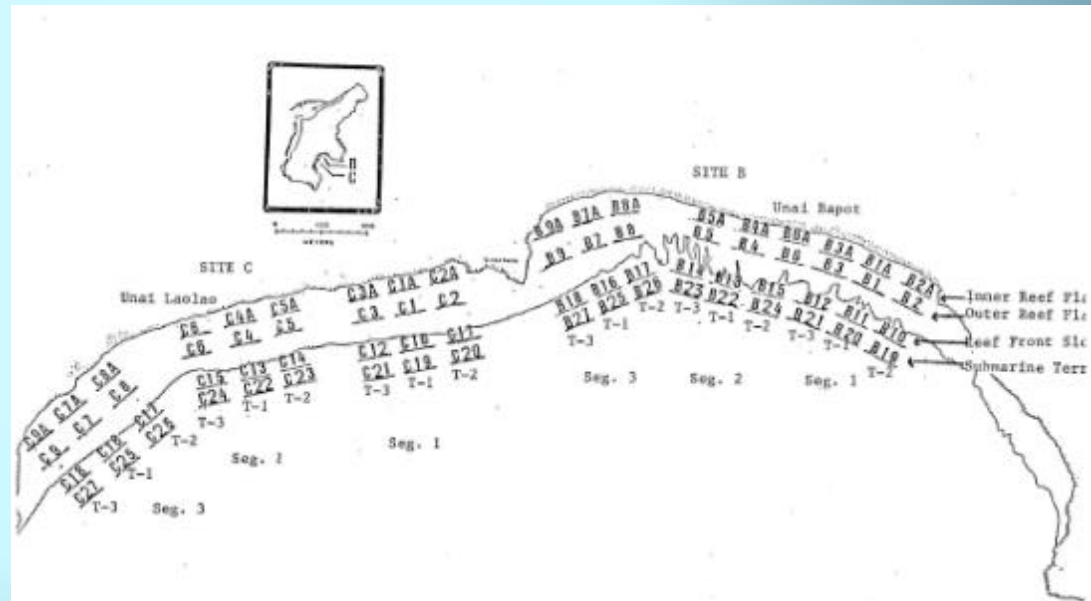 B
C
METERS
SITE B
Unai Bapot
SITE C
Unai Laolao
B9A B7A B8A
B9 B7 B8
B5A B4A B6A B3A B1A B2A
B5 B4 B6 B3 B1 B2
Inner Reef Fl
Outer Reef Fl
Reef Front Slo
Submarine Terr
C3A C1A C2A
C3 C1 C2
C4A C5A
C6 C4 C5
C9A C7A C8A
C9 C7 C8
B18 B16 B17
B27 B25 B26
T-3 T-1 T-2
B14 B13 B15
B23 B22 B24
T-3 T-1 T-2
B12 B11 B10
B21 B20 B19
T-3 T-1 T-2
Seg. 3 Seg. 2 Seg. 1
C12 C10 C11
C21 C19 C20
T-3 T-1 T-2
Seg. 1
C15 C13 C14
C24 C22 C23
T-3 T-1 T-2
Seg. 2
C18 C16 C17
C27 C25 C26
T-3 T-1 T-2
Seg. 3